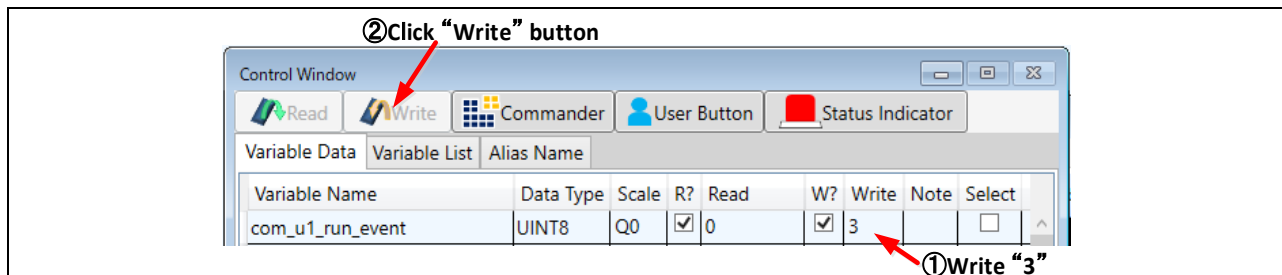 ②Click “Write” button
Control Window
Read Write Commander User Button Status Indicator
Variable Data Variable List Alias Name
Variable Name Data Type Scale R? Read W? Write Note Select
com_u1_run_event UINT8 Q0 0 3
①Write “3”